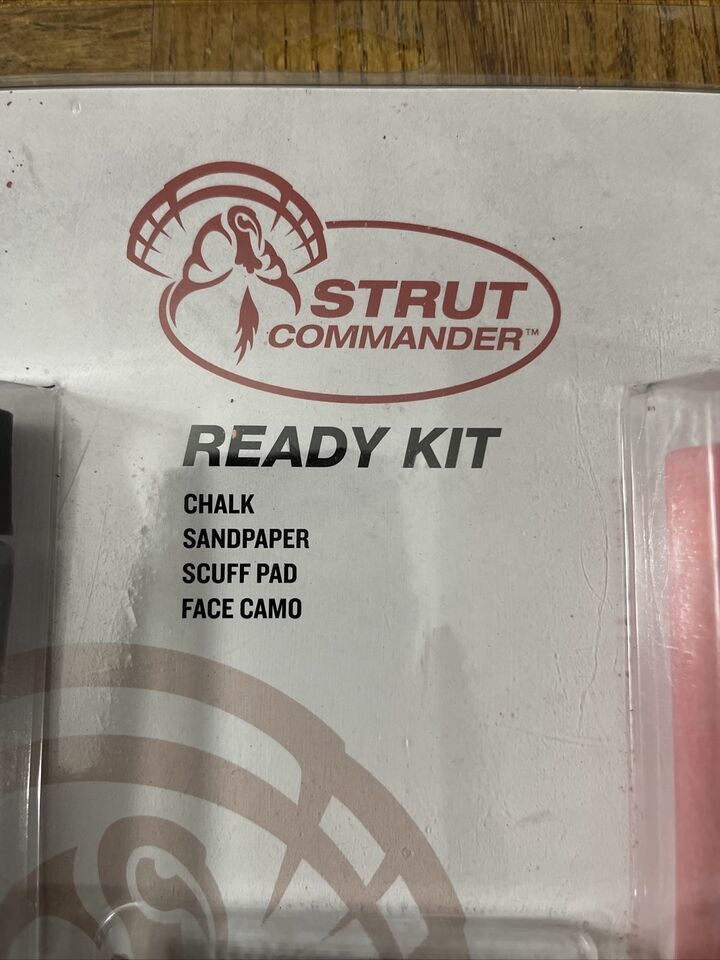 STRUT
COMMANDER™
READY KIT
CHALK
SANDPAPER
SCUFF PAD
FACE CAMO